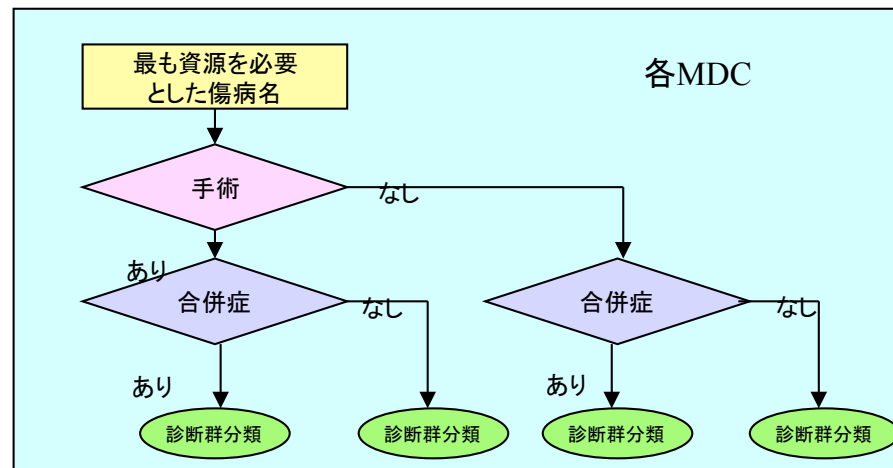 最も資源を必要
とした傷病名
各MDC
手術
なし
あり
合併症
なし
合併症
なし
あり
あり
診断群分類
診断群分類
診断群分類
診断群分類